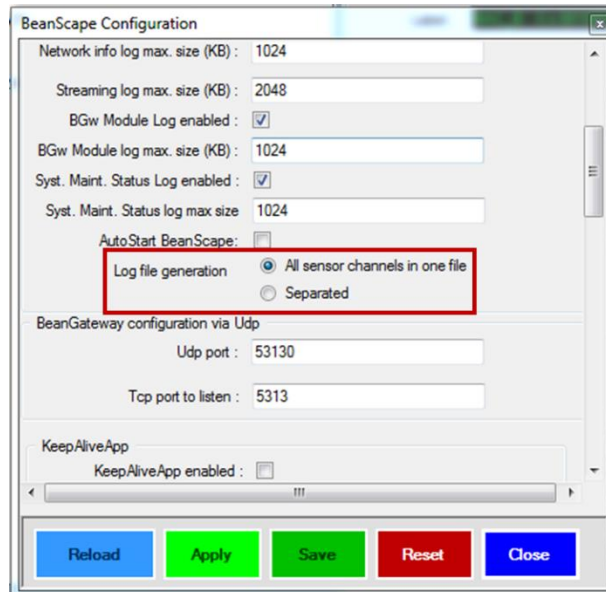 BeanScape Configuration
x
Network info log max. size (KB) : 1024
Streaming log max. size (KB) : 2048
BGw Module Log enabled :
BGw Module log max. size (KB) : 1024
Syst. Maint. Status Log enabled :
Syst. Maint. Status log max size 1024
AutoStart BeanScape:
Log file generation All sensor channels in one file
Separated
BeanGateway configuration via Udp
Udp port : 53130
Tcp port to listen : 5313
KeepAliveApp
KeepAliveApp enabled :
Reload Apply Save Reset Close